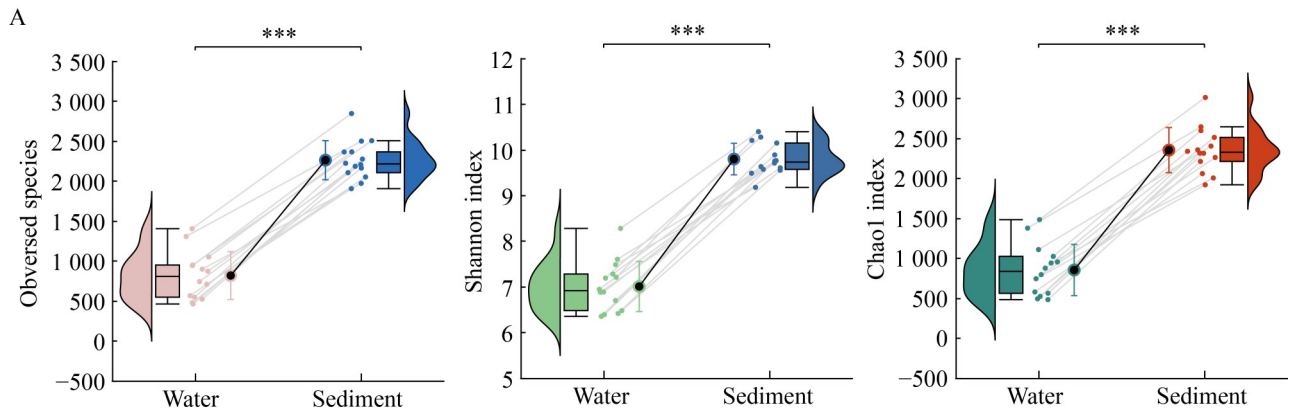 A
***
3 500
3 000
2 500
2 000
1 500
1 000
500
0
−500
Obversed species
Water
Sediment
***
12
11
10
9
8
7
6
5
Shannon index
Water
Sediment
***
3 500
3 000
2 500
2 000
1 500
1 000
500
0
−500
Chao1 index
Water
Sediment